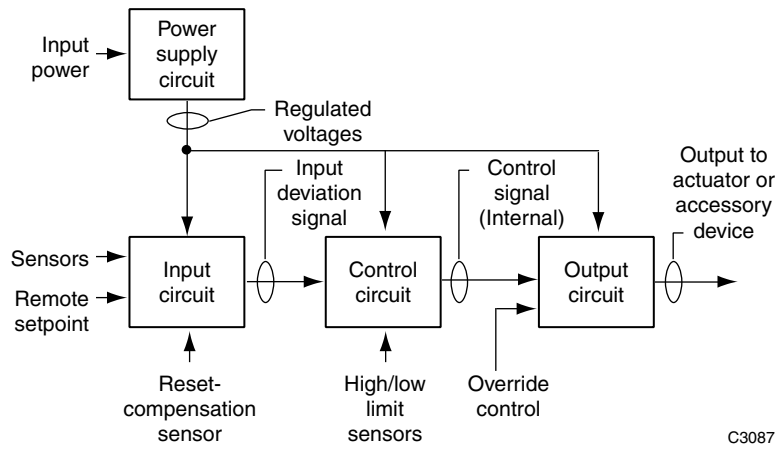 Power
supply
circuit
Input
power
Regulated
voltages
Input
deviation
signal
Control
signal
(Internal)
Output to
actuator or
accessory
device
Sensors
Remote
setpoint
Input
circuit
Control
circuit
Output
circuit
Reset-
compensation
sensor
High/low
limit
sensors
Override
control
C3087